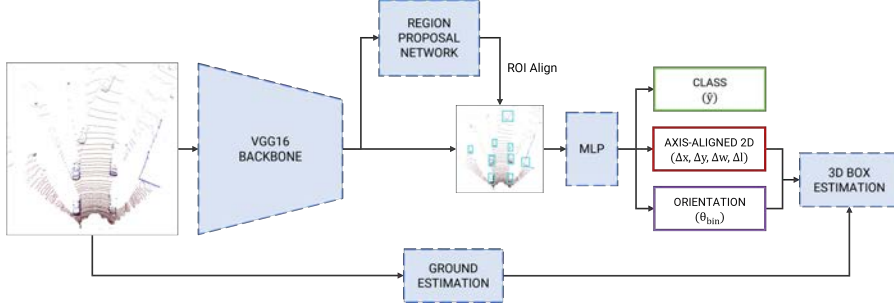 REGION
PROPOSAL
NETWORK
ROI Align
VGG16
BACKBONE
MLP
CLASS
(ŷ)
AXIS-ALIGNED 2D
(Δx, Δy, Δw, Δl)
ORIENTATION
(θbin)
3D BOX
ESTIMATION
GROUND
ESTIMATION